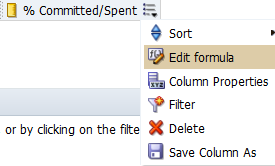 % Committed/Spent
Sort
Edit formula
Column Properties
Filter
Delete
Save Column As
or by clicking on the filte